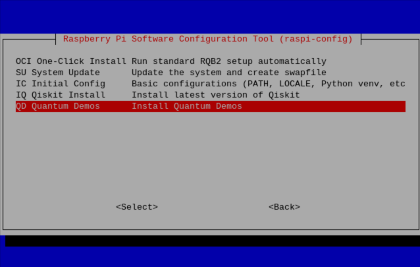 Raspberry Pi Software Configuration Tool (raspi-config)
OCI One-Click Install Run standard RQB2 setup automatically
SU System Update Update the system and create swapfile
IC Initial Config Basic configurations (PATH, LOCALE, Python venv, etc
IQ Qiskit Install Install latest version of Qiskit
QD Quantum Demos Install Quantum Demos
<Select> <Back>